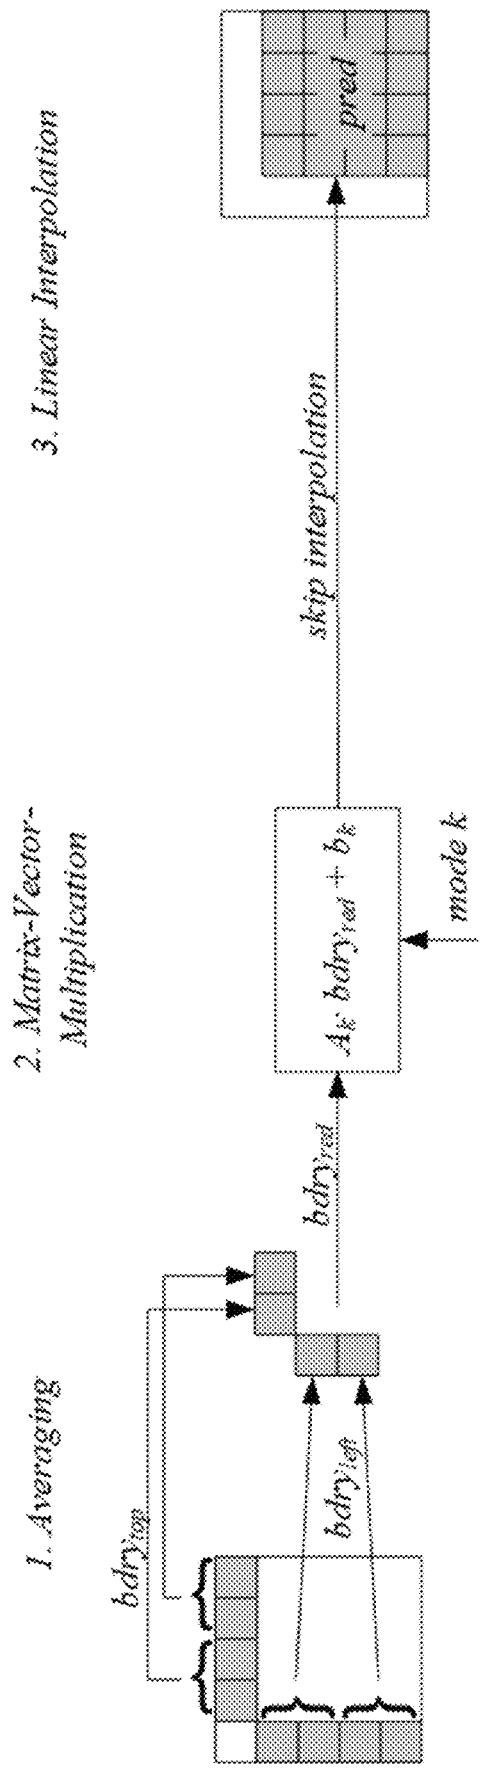 1. Averaging
2. Matrix-Vector-
Multiplication
3. Linear Interpolation
bdry_top
bdry_left
bdry_red
A_k bdry_red + b_k
mode k
skip interpolation
pred